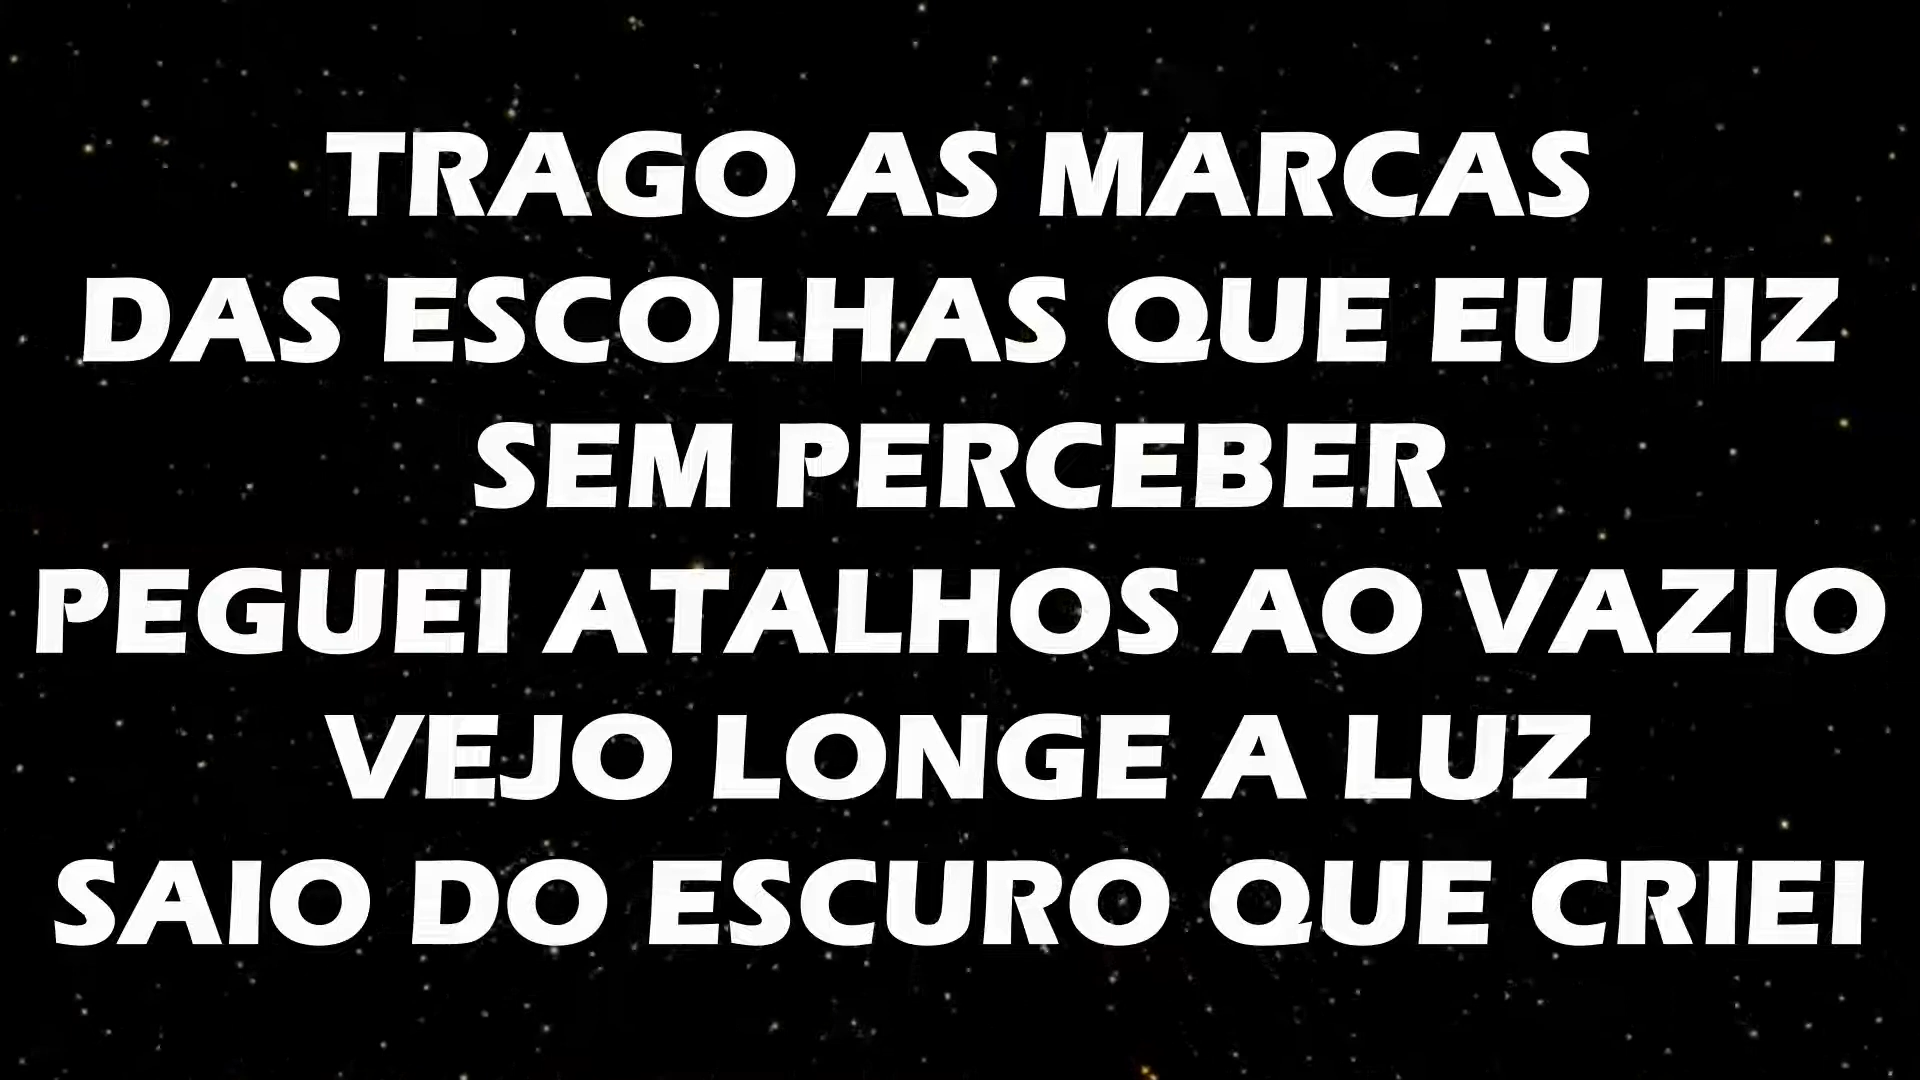 TRAGO AS MARCAS
DAS ESCOLHAS QUE EU FIZ
SEM PERCEBER
PEGUEI ATALHOS AO VAZIO
VEJO LONGE A LUZ
SAIO DO ESCURO QUE CRIEI